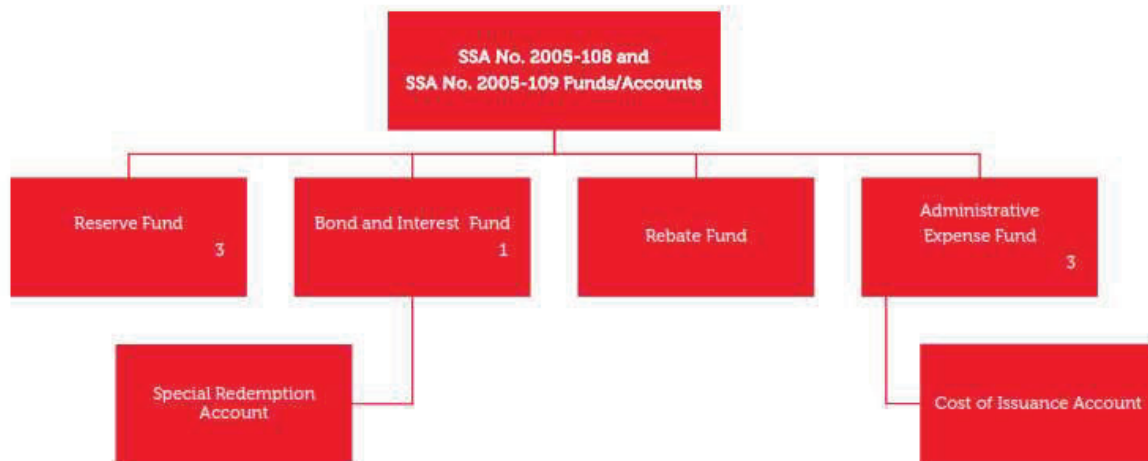 SSA No. 2005-108 and
SSA No. 2005-109 Funds/Accounts
Reserve Fund
3
Bond and Interest Fund
1
Rebate Fund
Administrative
Expense Fund
3
Special Redemption
Account
Cost of Issuance Account